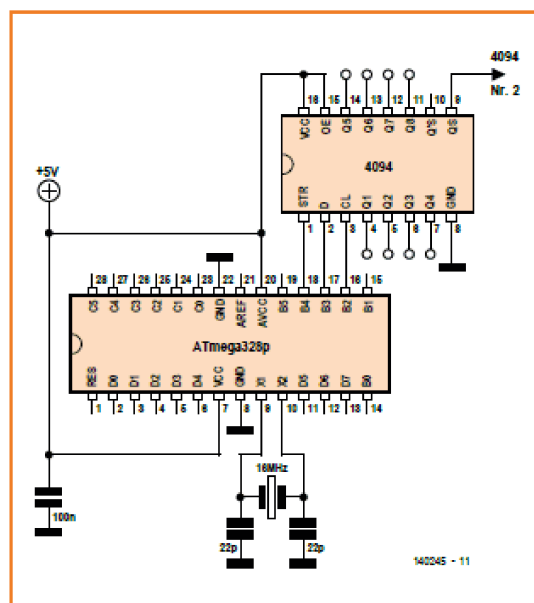 4094
Nr. 2
16 15 14 13 12 11 10 9
VCC OE Q5 Q6 Q7 Q8 Q'S QS
4094
STR D CL Q1 Q2 Q3 Q4 GND
1 2 3 4 5 6 7 8
+5V
28 27 26 25 24 23 22 21 20 19 18 17 16 15
C5 C4 C3 C2 C1 C0 GND AREF AVCC B5 B4 B3 B2 B1
ATmega328p
RES D0 D1 D2 D3 D4 VCC GND X1 X2 D5 D6 D7 B0
1 2 3 4 5 6 7 8 9 10 11 12 13 14
16MHz
100n
22p 22p
140245 - 11